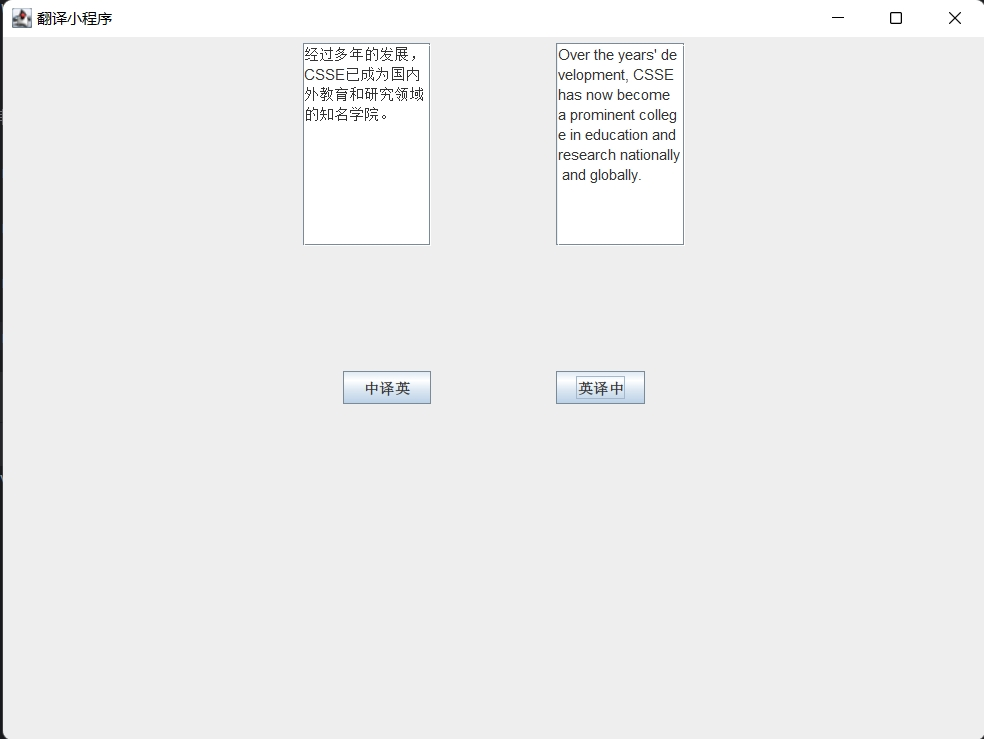 翻译小程序
经过多年的发展，
CSSE已成为国内
外教育和研究领域
的知名学院。
Over the years' de
velopment, CSSE
has now become
a prominent colleg
e in education and
research nationally
and globally.
中译英
英译中